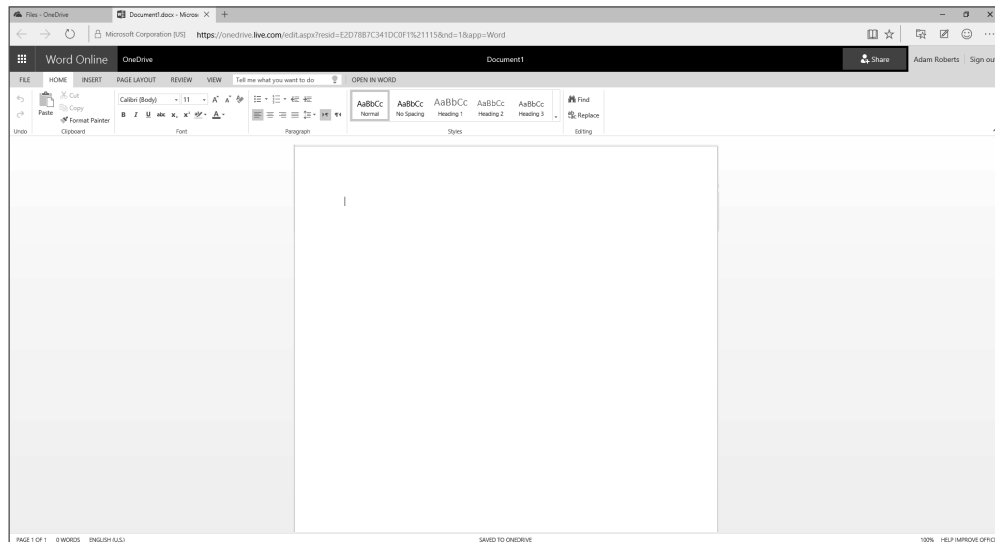 Files - OneDrive
Document1.docx - Micros
Microsoft Corporation [US] https://onedrive.live.com/edit.aspx?resid=E2D78B7C341DC0F1%21115&nd=1&app=Word
Word Online OneDrive Document1 Share Adam Roberts Sign out
FILE HOME INSERT PAGE LAYOUT REVIEW VIEW Tell me what you want to do OPEN IN WORD
Paste Cut Copy Format Painter
Calibri (Body) 11
B I U abc x₂ x² A
AaBbCc AaBbCc AaBbCc AaBbCc AaBbCc
Normal No Spacing Heading 1 Heading 2 Heading 3
Find
Replace
Undo Clipboard Font Paragraph Styles Editing
PAGE 1 OF 1 0 WORDS ENGLISH (U.S.) SAVED TO ONEDRIVE 100% HELP IMPROVE OFFICE